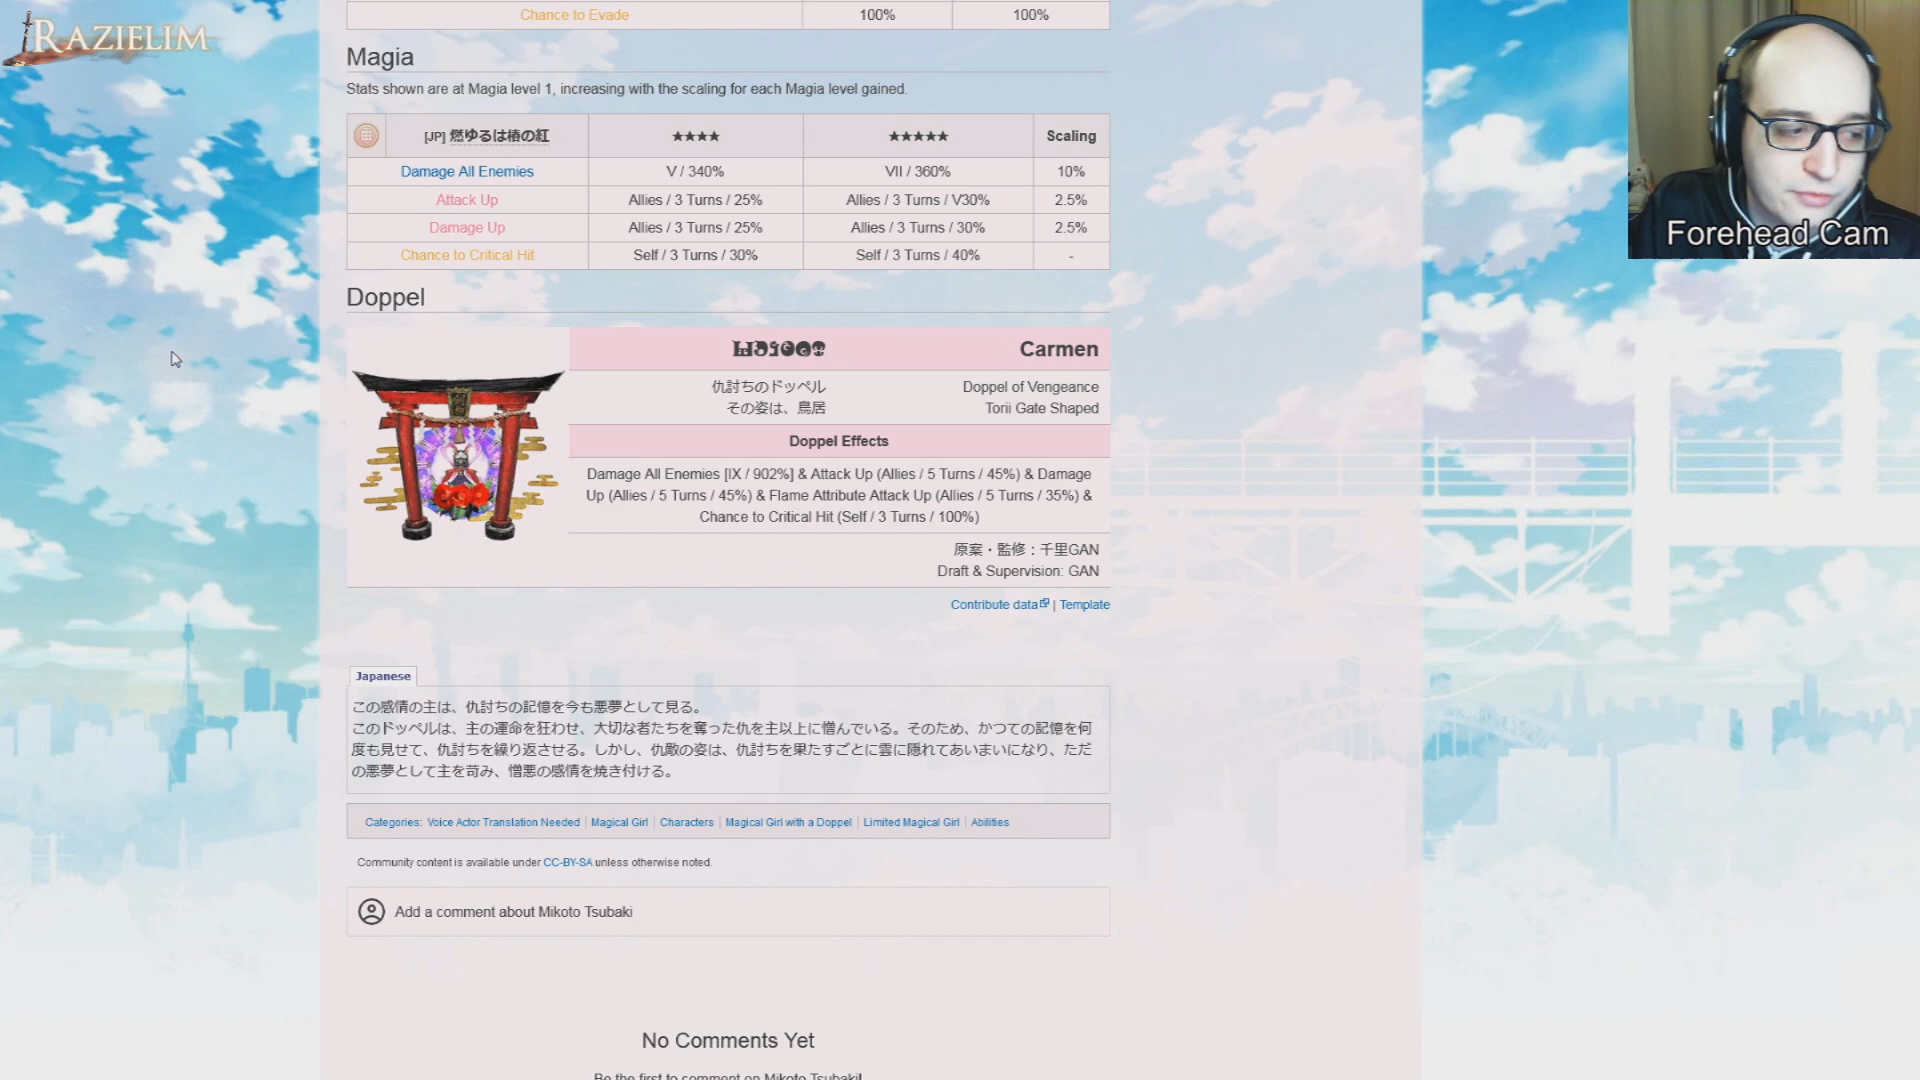 RAZIELIM
Chance to Evade 100% 100%
Magia
Stats shown are at Magia level 1, increasing with the scaling for each Magia level gained.
[JP] 燃ゆるは椿の紅 ★★★★ ★★★★★ Scaling
Damage All Enemies V / 340% VII / 360% 10%
Attack Up Allies / 3 Turns / 25% Allies / 3 Turns / V30% 2.5%
Damage Up Allies / 3 Turns / 25% Allies / 3 Turns / 30% 2.5%
Chance to Critical Hit Self / 3 Turns / 30% Self / 3 Turns / 40% -
Forehead Cam
Doppel
Carmen
仇討ちのドッペル Doppel of Vengeance
その姿は、鳥居 Torii Gate Shaped
Doppel Effects
Damage All Enemies [IX / 902%] & Attack Up (Allies / 5 Turns / 45%) & Damage
Up (Allies / 5 Turns / 45%) & Flame Attribute Attack Up (Allies / 5 Turns / 35%) &
Chance to Critical Hit (Self / 3 Turns / 100%)
原案・監修：千里GAN
Draft & Supervision: GAN
Contribute data | Template
Japanese
この感情の主は、仇討ちの記憶を今も悪夢として見る。
このドッペルは、主の運命を狂わせ、大切な者たちを奪った仇を主以上に憎んでいる。そのため、かつての記憶を何
度も見せて、仇討ちを繰り返させる。しかし、仇敵の姿は、仇討ちを果たすごとに雲に隠れてあいまいになり、ただ
の悪夢として主を苛み、憎悪の感情を焼き付ける。
Categories: Voice Actor Translation Needed | Magical Girl | Characters | Magical Girl with a Doppel | Limited Magical Girl | Abilities
Community content is available under CC-BY-SA unless otherwise noted.
Add a comment about Mikoto Tsubaki
No Comments Yet
Be the first to comment on Mikoto Tsubaki!